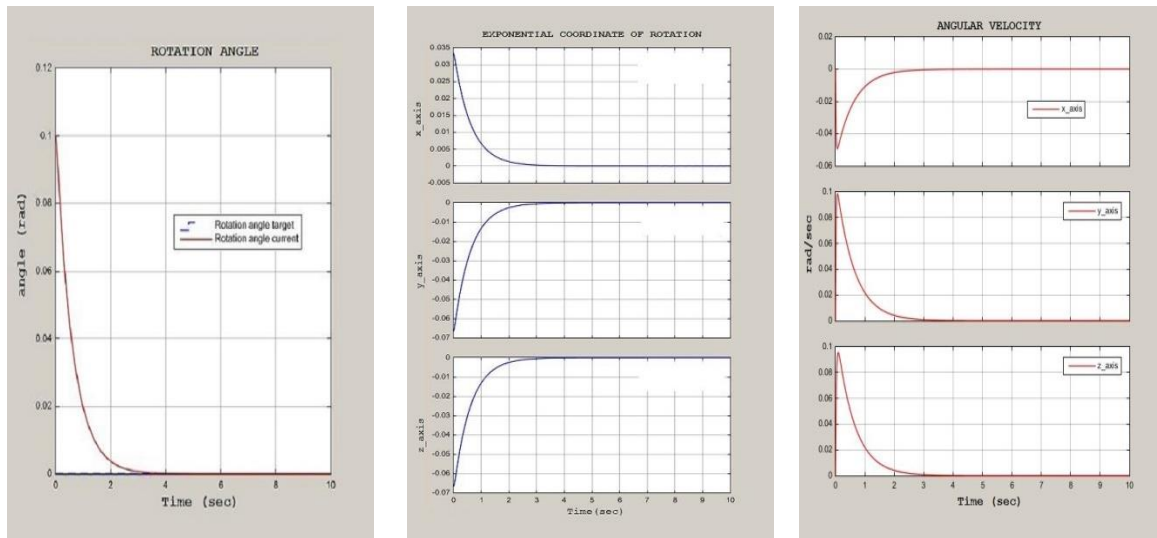 ROTATION ANGLE
0.12
0.1
0.08
0.06
0.04
0.02
0
angle (rad)
Rotation angle target
Rotation angle current
0 2 4 6 8 10
Time (sec)
EXPONENTIAL COORDINATE OF ROTATION
0.035
0.03
0.025
0.02
0.015
0.01
0.005
0
-0.005
x_axis
0
-0.01
-0.02
-0.03
-0.04
-0.05
-0.06
-0.07
y_axis
0
-0.01
-0.02
-0.03
-0.04
-0.05
-0.06
-0.07
z_axis
0 1 2 3 4 5 6 7 8 9 10
Time(sec)
ANGULAR VELOCITY
0.02
0
-0.02
-0.04
-0.06
x_axis
0.1
0.08
0.06
0.04
0.02
0
rad/sec
y_axis
0.1
0.08
0.06
0.04
0.02
0
z_axis
0 1 2 3 4 5 6 7 8 9 10
Time (sec)